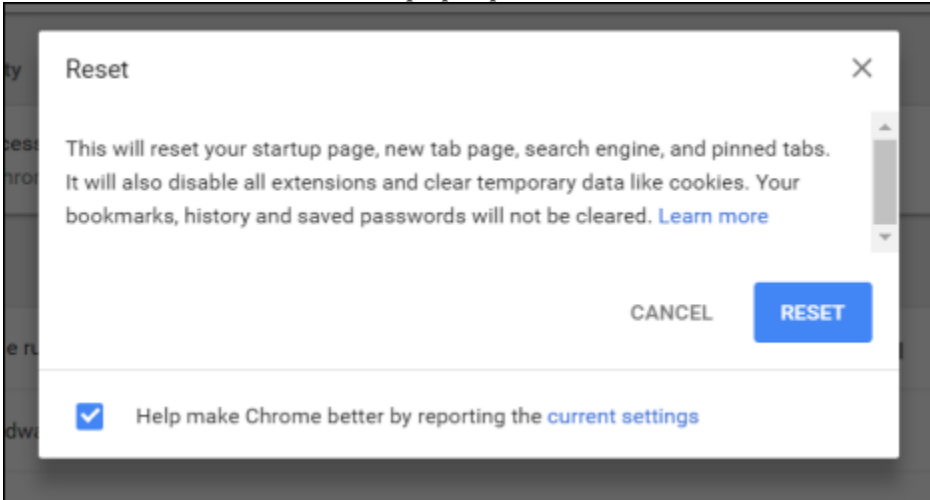 Reset
This will reset your startup page, new tab page, search engine, and pinned tabs.
It will also disable all extensions and clear temporary data like cookies. Your
bookmarks, history and saved passwords will not be cleared. Learn more
CANCEL RESET
Help make Chrome better by reporting the current settings